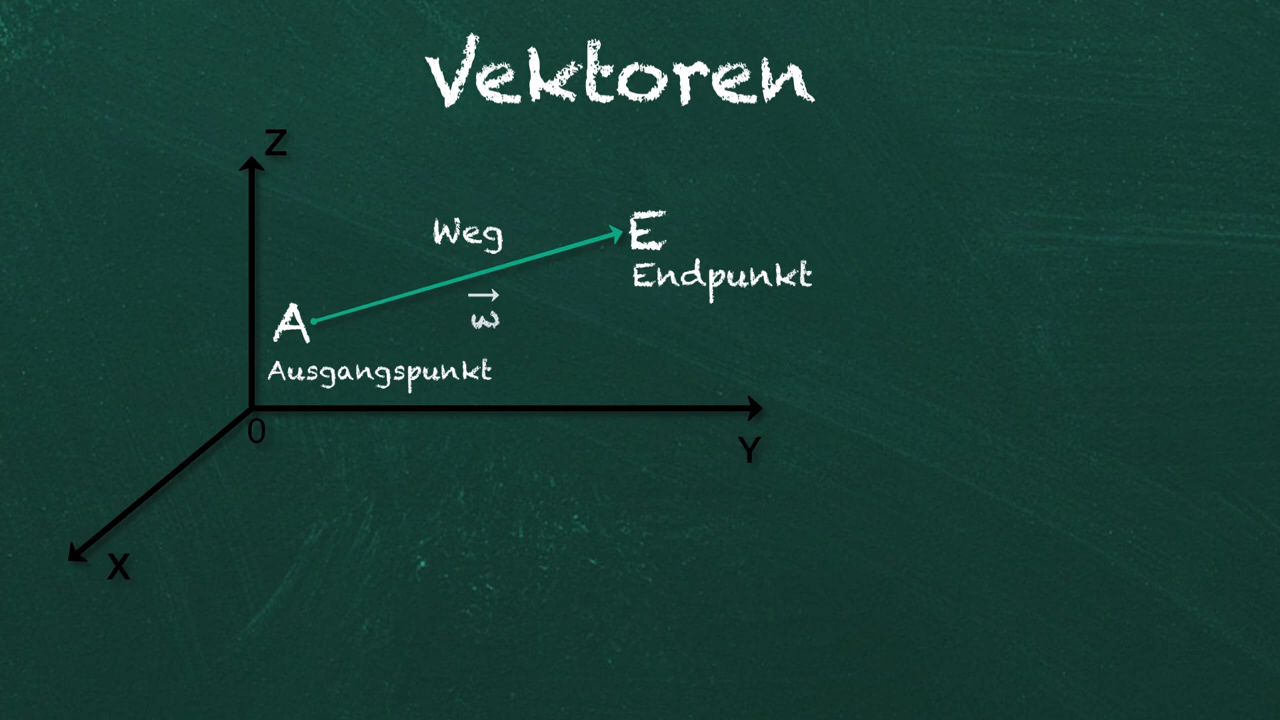 Vektoren
Z
Weg
E
Endpunkt
→
w
A
Ausgangspunkt
0
Y
X